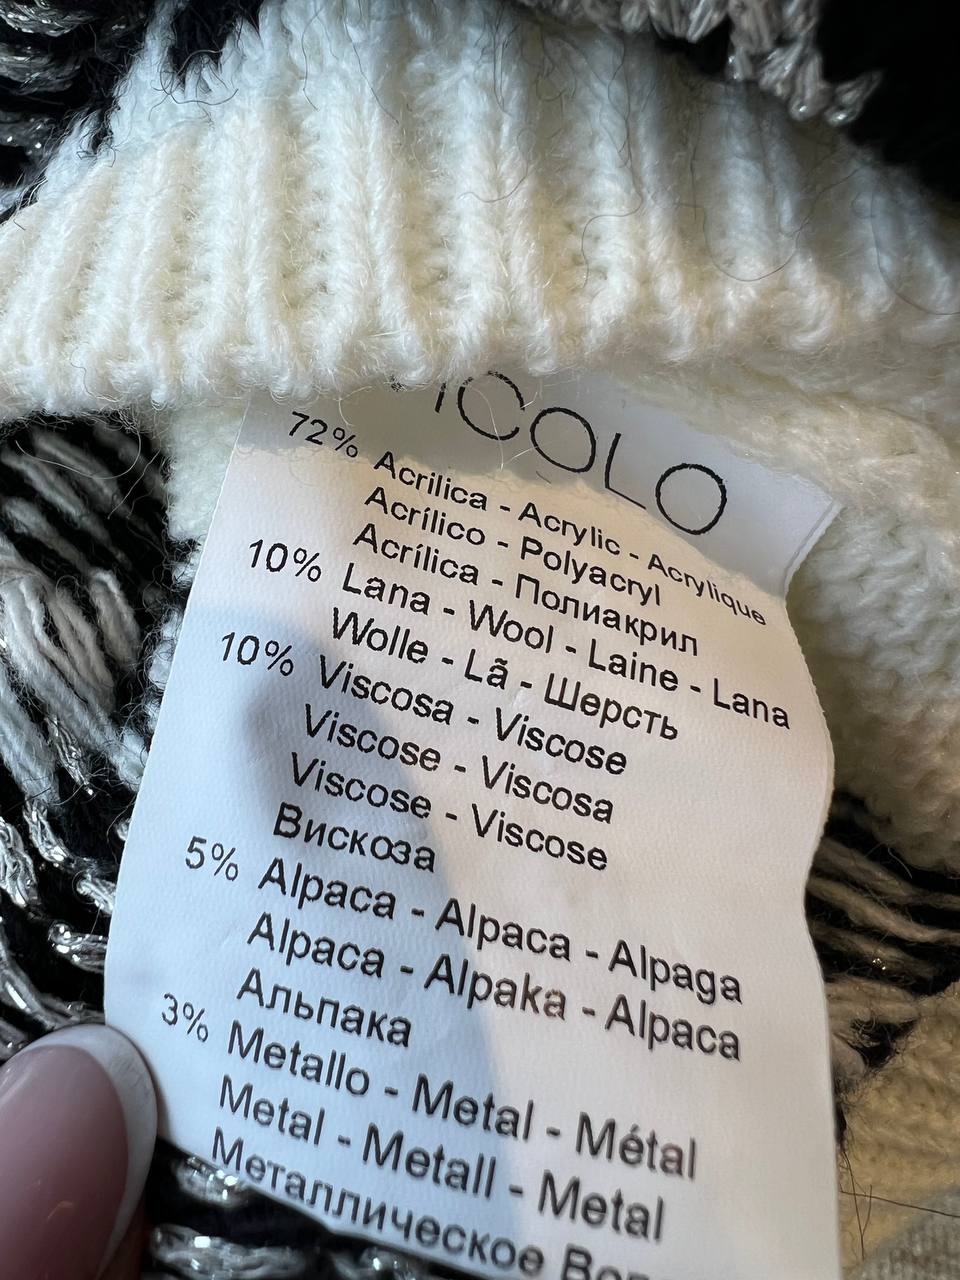 ICOLO
72% Acrilica - Acrylic - Acrylique
Acrílico - Polyacryl
Acrílica - Полиакрил
10% Lana - Wool - Laine - Lana
Wolle - Lã - Шерсть
10% Viscosa - Viscose
Viscose - Viscosa
Viscose - Viscose
Вискоза
5% Alpaca - Alpaca - Alpaga
Alpaca - Alpaka - Alpaca
Альпака
3% Metallo - Metal - Métal
Metal - Metall - Metal
Металлическое